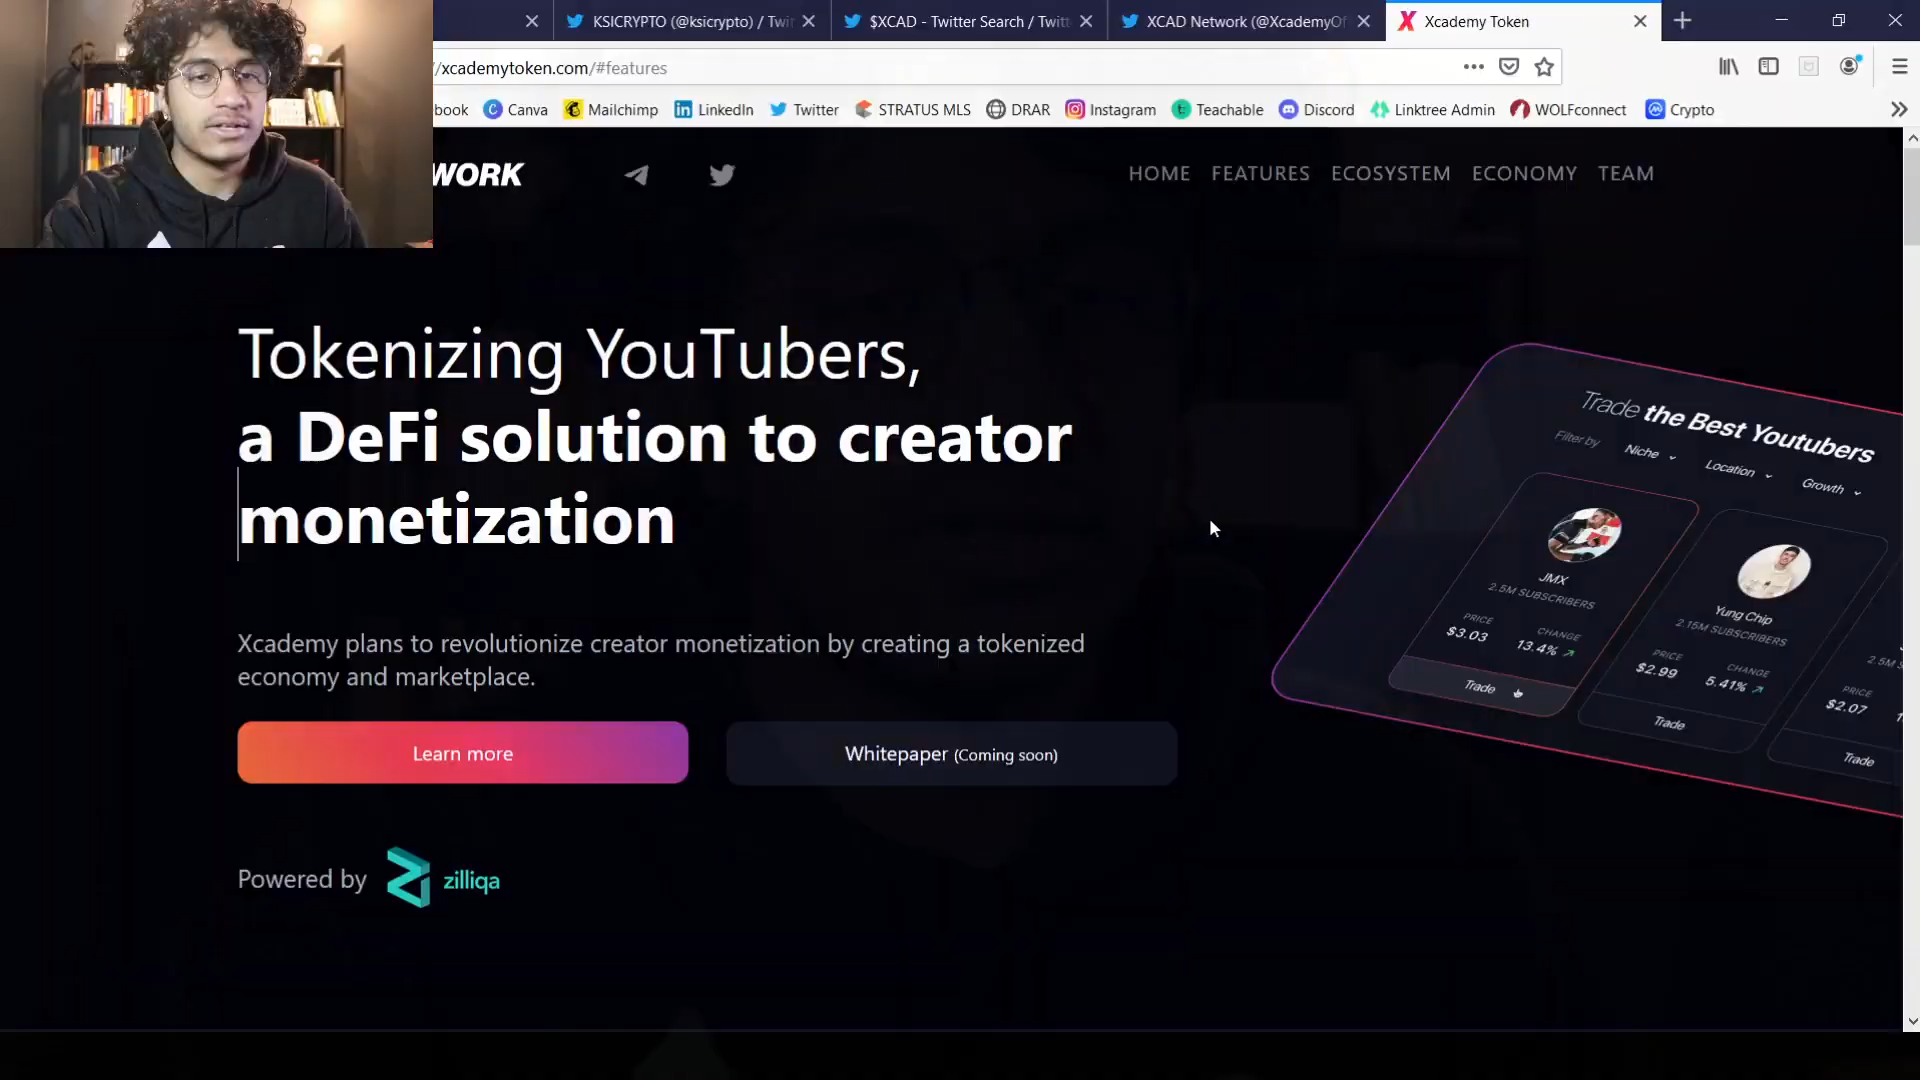 KSICRYPTO (@ksicrypto) / Twi
$XCAD - Twitter Search / Twitt
XCAD Network (@XcademyOf
Xcademy Token
/xcademytoken.com/#features
book
Canva
Mailchimp
LinkedIn
Twitter
STRATUS MLS
DRAR
Instagram
Teachable
Discord
Linktree Admin
WOLFconnect
Crypto
WORK
HOME
FEATURES
ECOSYSTEM
ECONOMY
TEAM
Tokenizing YouTubers,
a DeFi solution to creator
monetization
Xcademy plans to revolutionize creator monetization by creating a tokenized
economy and marketplace.
Learn more
Whitepaper (Coming soon)
Powered by
zilliqa
Trade the Best Youtubers
Filter by
Niche
Location
Growth
JMX
2.5M SUBSCRIBERS
PRICE
CHANGE
$3.03
13.4%
Trade
Yung Chip
2.15M SUBSCRIBERS
PRICE
CHANGE
$2.99
5.41%
Trade
2.5M S
PRICE
$2.07
Trade